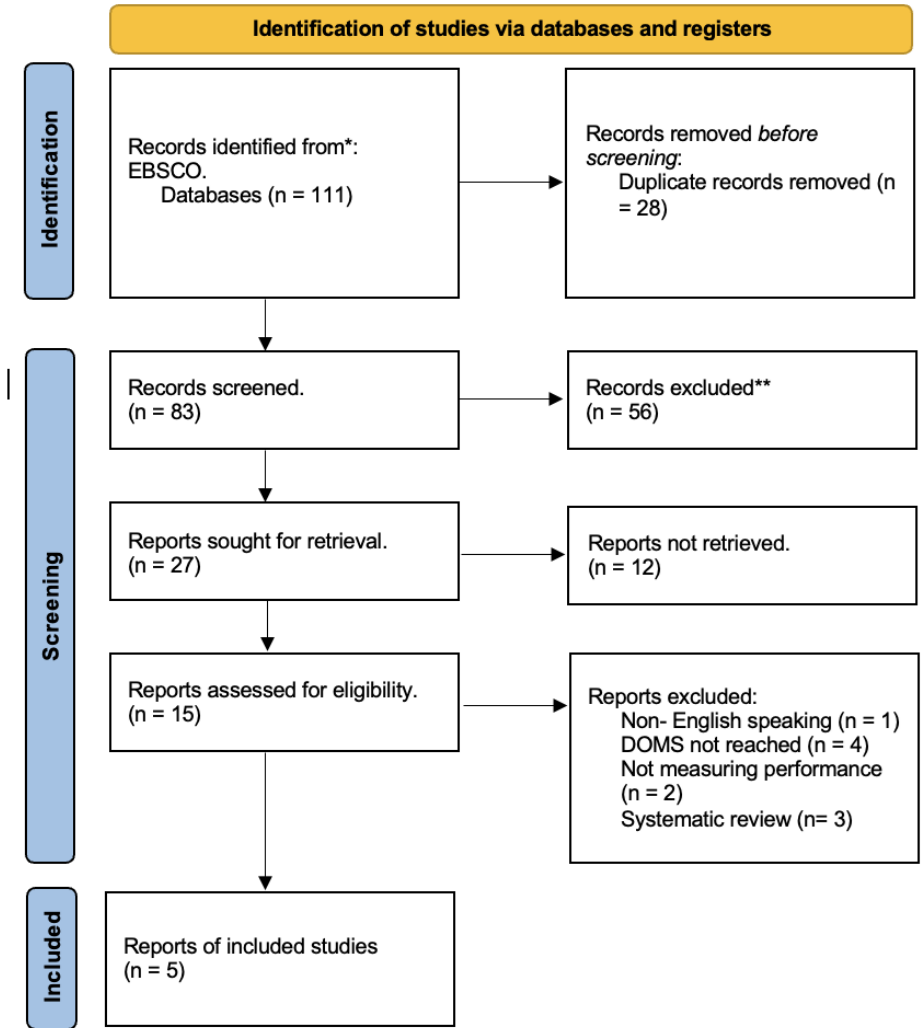 Identification of studies via databases and registers
Identification
Records identified from*:
EBSCO.
Databases (n = 111)
Records removed before
screening:
Duplicate records removed (n
= 28)
Screening
Records screened.
(n = 83)
Records excluded**
(n = 56)
Reports sought for retrieval.
(n = 27)
Reports not retrieved.
(n = 12)
Reports assessed for eligibility.
(n = 15)
Reports excluded:
Non- English speaking (n = 1)
DOMS not reached (n = 4)
Not measuring performance
(n = 2)
Systematic review (n= 3)
Included
Reports of included studies
(n = 5)